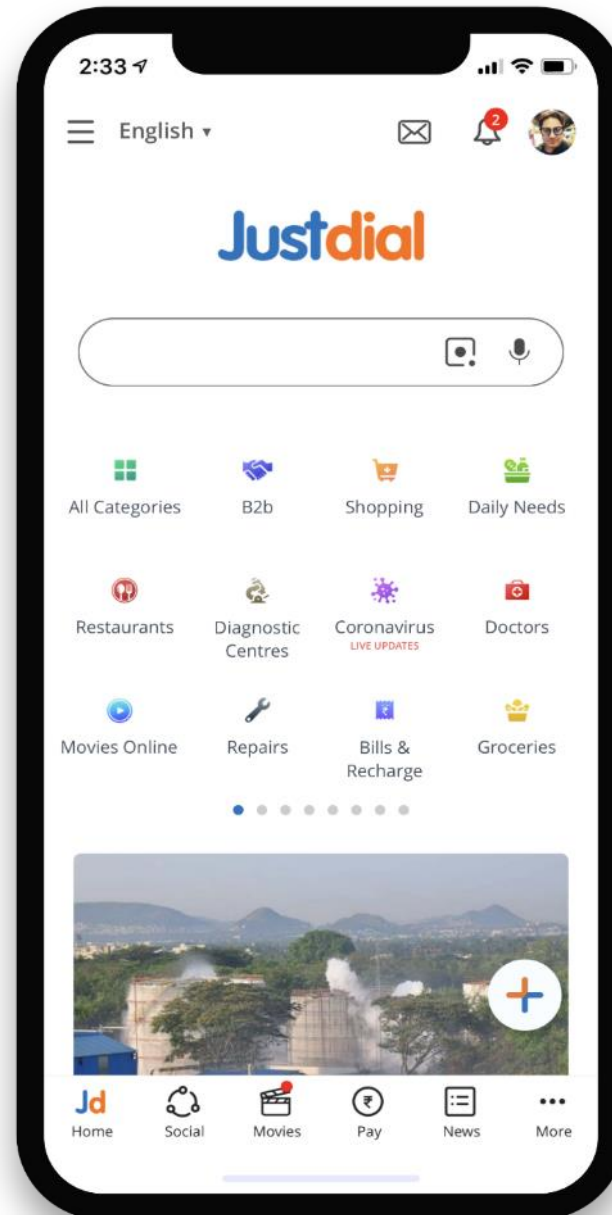 2:33
English
2
Justdial
All Categories
B2b
Shopping
Daily Needs
Restaurants
Diagnostic
Centres
Coronavirus
LIVE UPDATES
Doctors
Movies Online
Repairs
Bills &
Recharge
Groceries
Jd
Home
Social
Movies
₹
Pay
News
More